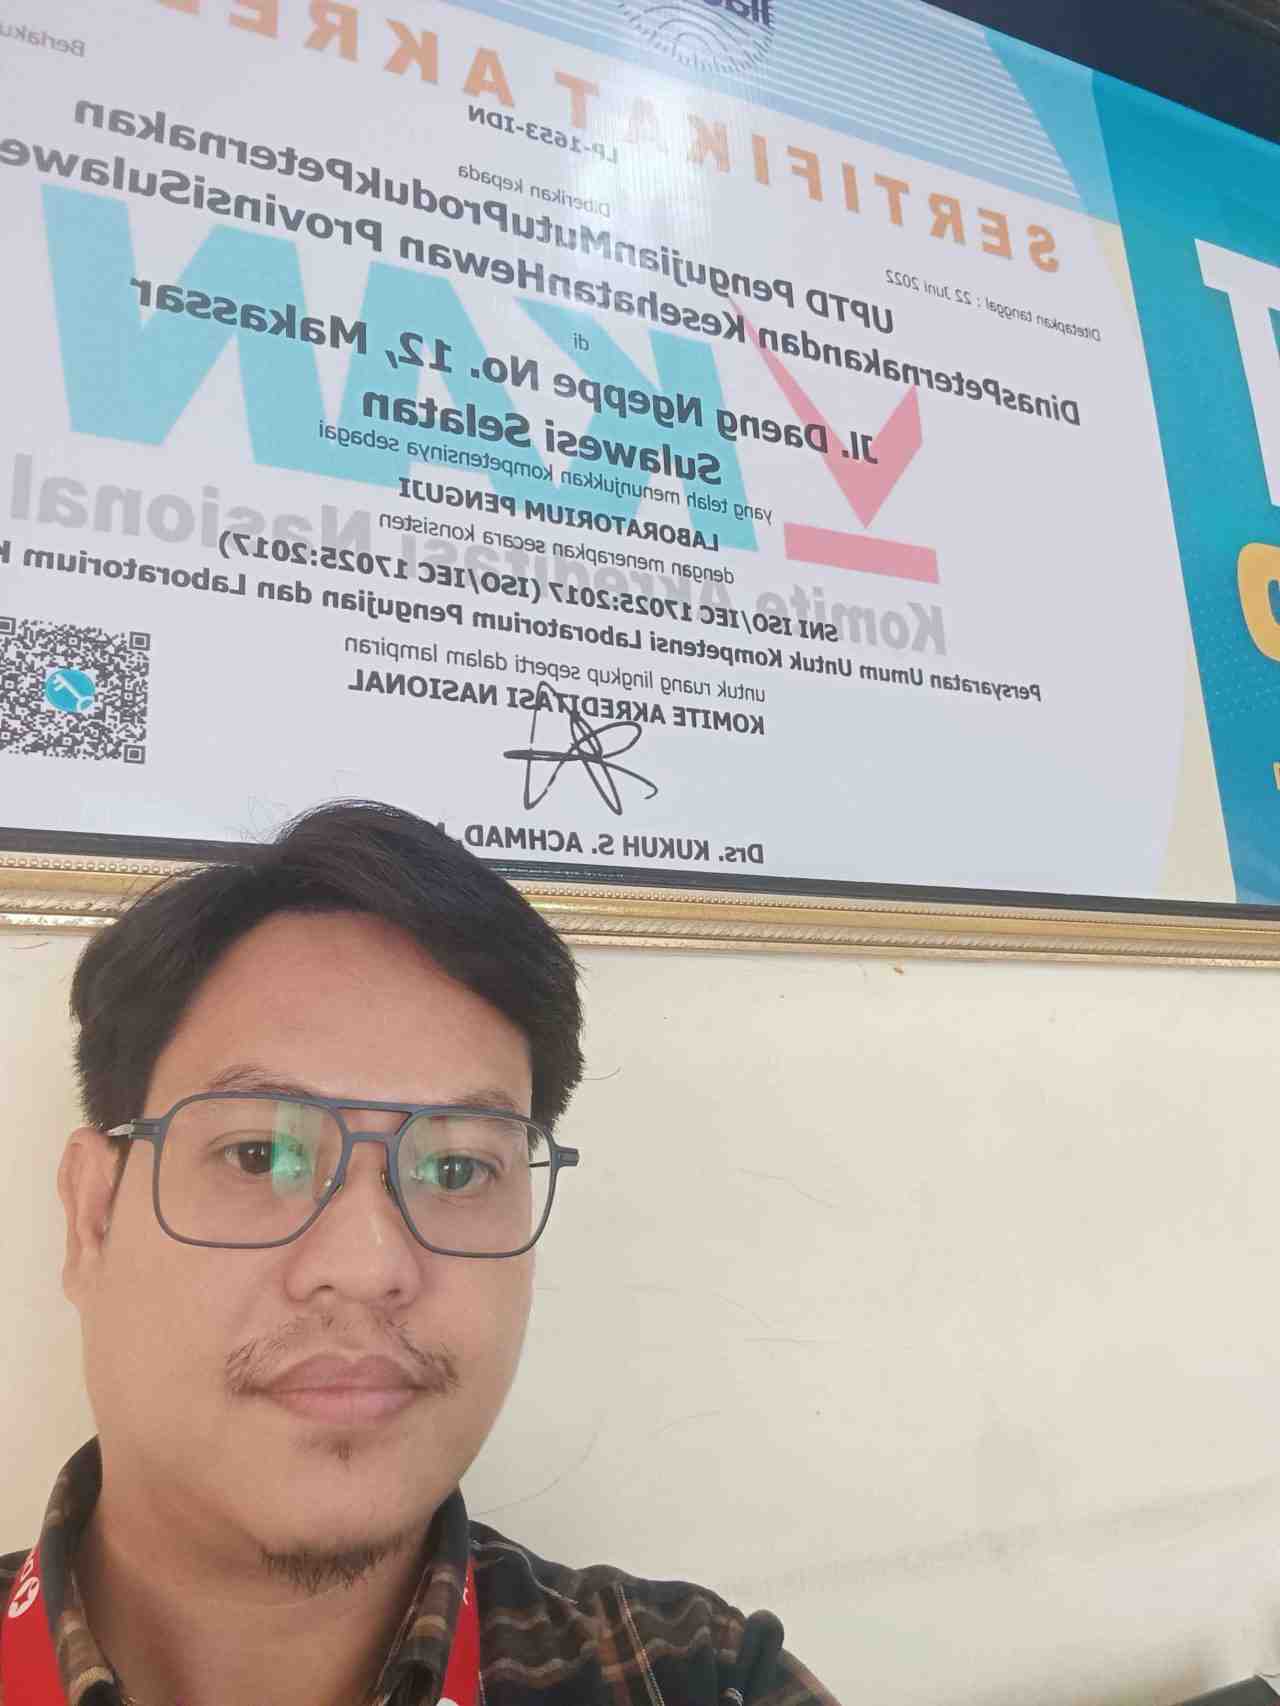 SERTIFIKAT AKRE
LP-1653-IDN
Ditetapkan tanggal : 22 Juni 2022
Berlaku
Diberikan kepada
UPTD PengujianMutuProdukPeternakan
DinasPeternakandan KesehatanHewan ProvinsiSulawe
di
Jl. Daeng Ngeppe No. 12, Makassar
Sulawesi Selatan
yang telah menunjukkan kompetensinya sebagai
LABORATORIUM PENGUJI
dengan menerapkan secara konsisten
SNI ISO/IEC 17025:2017 (ISO/IEC 17025:2017)
Persyaratan Umum Untuk Kompetensi Laboratorium Pengujian dan Laboratorium K
untuk ruang lingkup seperti dalam lampiran
KOMITE AKREDITASI NASIONAL
Drs. KUKUH S. ACHMAD
KAN
Komite Akreditasi Nasional